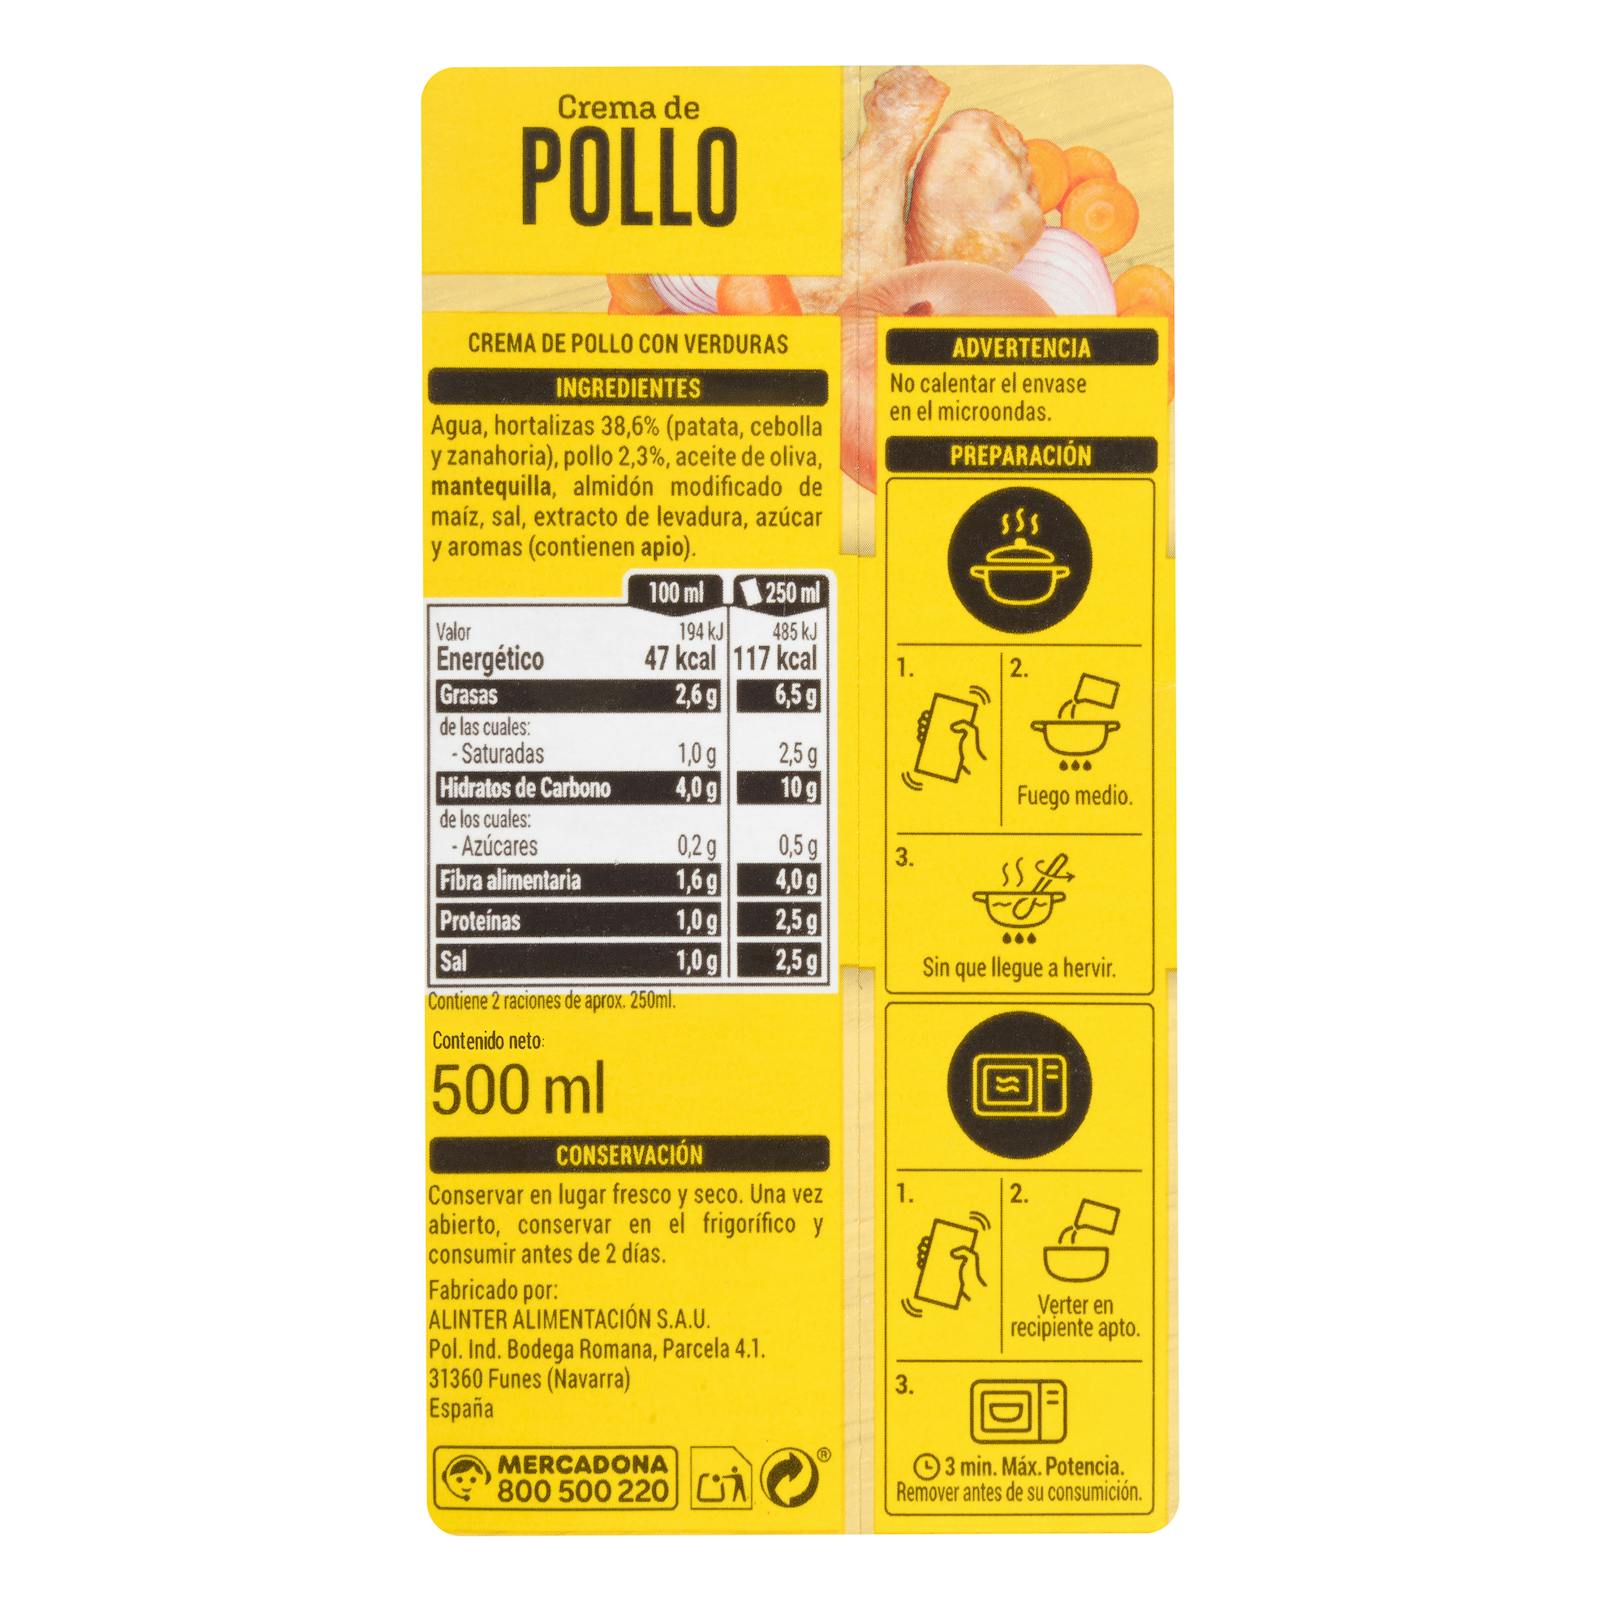 Crema de
POLLO
CREMA DE POLLO CON VERDURAS
INGREDIENTES
Agua, hortalizas 38,6% (patata, cebolla
y zanahoria), pollo 2,3%, aceite de oliva,
mantequilla, almidón modificado de
maíz, sal, extracto de levadura, azúcar
y aromas (contienen apio).
100 ml 250 ml
Valor 194 kJ 485 kJ
Energético 47 kcal 117 kcal
Grasas 2,6 g 6,5 g
de las cuales:
- Saturadas 1,0 g 2,5 g
Hidratos de Carbono 4,0 g 10 g
de los cuales:
- Azúcares 0,2 g 0,5 g
Fibra alimentaria 1,6 g 4,0 g
Proteínas 1,0 g 2,5 g
Sal 1,0 g 2,5 g
Contiene 2 raciones de aprox. 250ml.
Contenido neto:
500 ml
CONSERVACIÓN
Conservar en lugar fresco y seco. Una vez
abierto, conservar en el frigorífico y
consumir antes de 2 días.
Fabricado por:
ALINTER ALIMENTACIÓN S.A.U.
Pol. Ind. Bodega Romana, Parcela 4.1.
31360 Funes (Navarra)
España
MERCADONA
800 500 220
®
ADVERTENCIA
No calentar el envase
en el microondas.
PREPARACIÓN
1. 2.
Fuego medio.
3.
Sin que llegue a hervir.
1. 2.
Verter en
recipiente apto.
3.
3 min. Máx. Potencia.
Remover antes de su consumición.